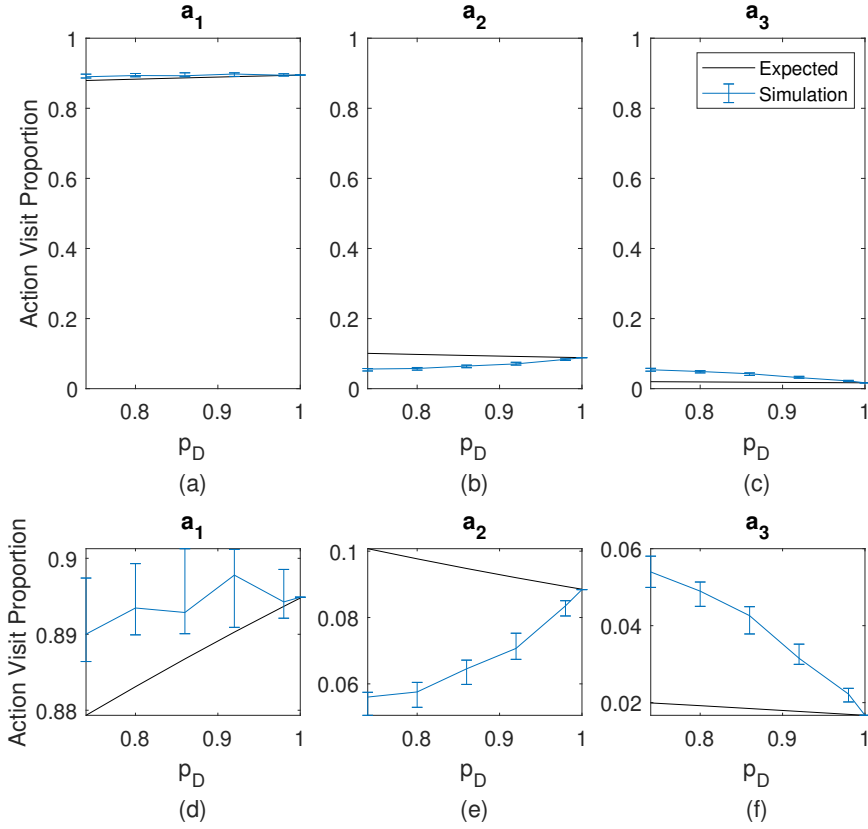 a1
a2
a3
Action Visit Proportion
1
0.8
0.6
0.4
0.2
0
0.8
0.9
1
pD
(a)
1
0.8
0.6
0.4
0.2
0
0.8
0.9
1
pD
(b)
1
0.8
0.6
0.4
0.2
0
Expected
Simulation
0.8
0.9
1
pD
(c)
a1
a2
a3
Action Visit Proportion
0.9
0.89
0.88
0.8
0.9
1
pD
(d)
0.1
0.08
0.06
0.8
0.9
1
pD
(e)
0.06
0.04
0.02
0.8
0.9
1
pD
(f)